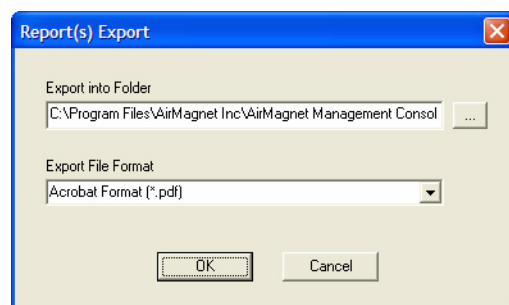 Report(s) Export
Export into Folder
C:\Program Files\AirMagnet Inc\AirMagnet Management Consol
...
Export File Format
Acrobat Format (*.pdf)
OK
Cancel